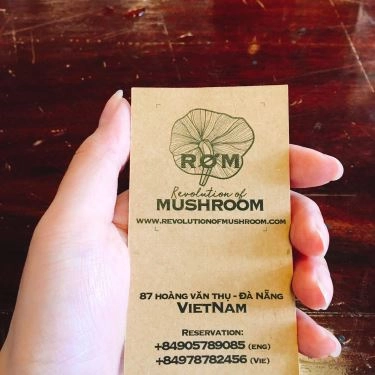 RØM
Revolution of
MUSHROOM
WWW.REVOLUTIONOFMUSHROOM.COM
87 HOÀNG VĂN THỤ - ĐÀ NẴNG
VIETNAM
RESERVATION:
+84905789085 (ENG)
+84978782456 (VIE)